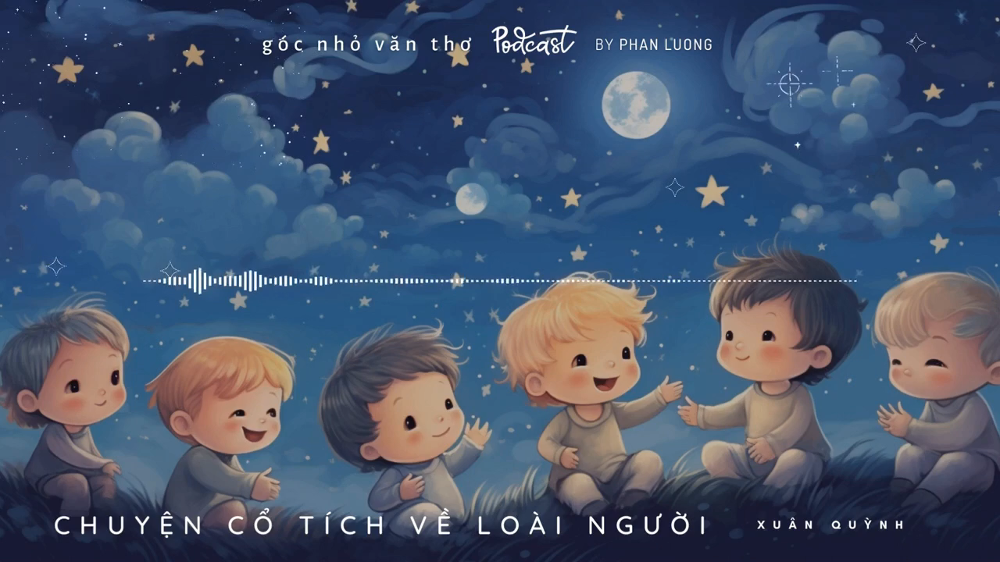 góc nhỏ văn thơ Podcast BY PHAN LUONG
CHUYỆN CỔ TÍCH VỀ LOÀI NGƯỜI XUÂN QUỲNH